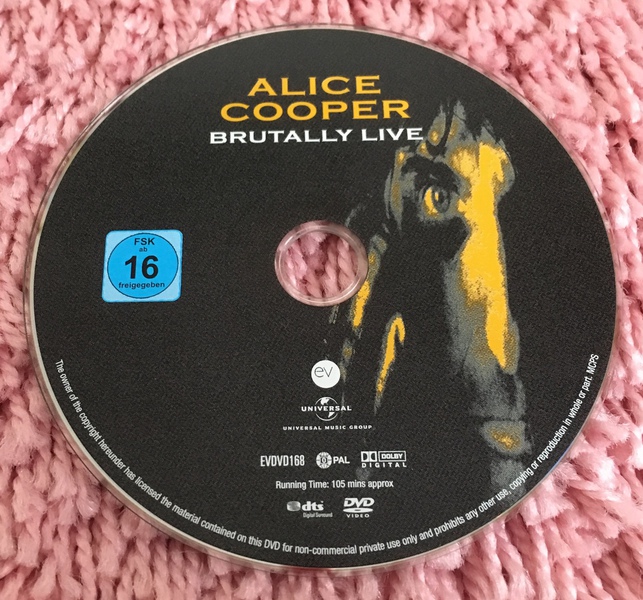 ALICE
COOPER
BRUTALLY LIVE
FSK
ab
16
freigegeben
ev
UNIVERSAL
UNIVERSAL MUSIC GROUP
EVDVD168
PAL
DOLBY
DIGITAL
Running Time: 105 mins approx
dts
Digital Surround
DVD
VIDEO
The owner of the copyright hereunder has licensed the material contained on this DVD for non-commercial private use only and prohibits any other use, copying or reproduction in whole or part. MCPS